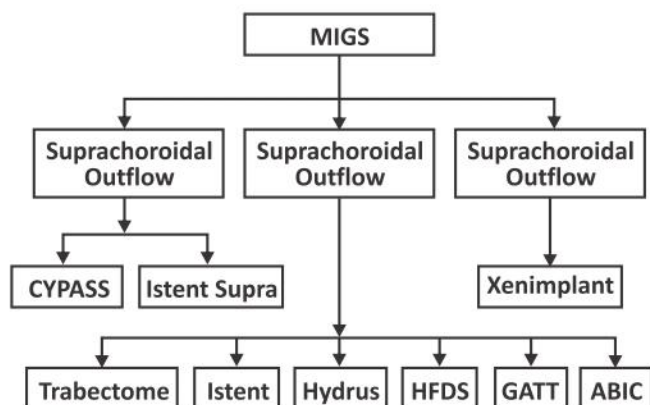 MIGS
Suprachoroidal
Outflow
Suprachoroidal
Outflow
Suprachoroidal
Outflow
CYPASS
Istent Supra
Xenimplant
Trabectome
Istent
Hydrus
HFDS
GATT
ABIC